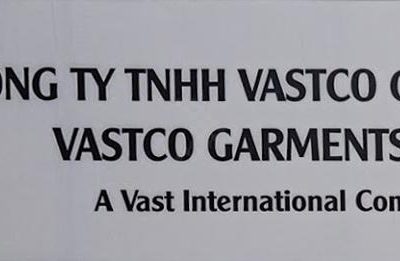 ONG TY TNHH VASTCO
VASTCO GARMENTS
A Vast International